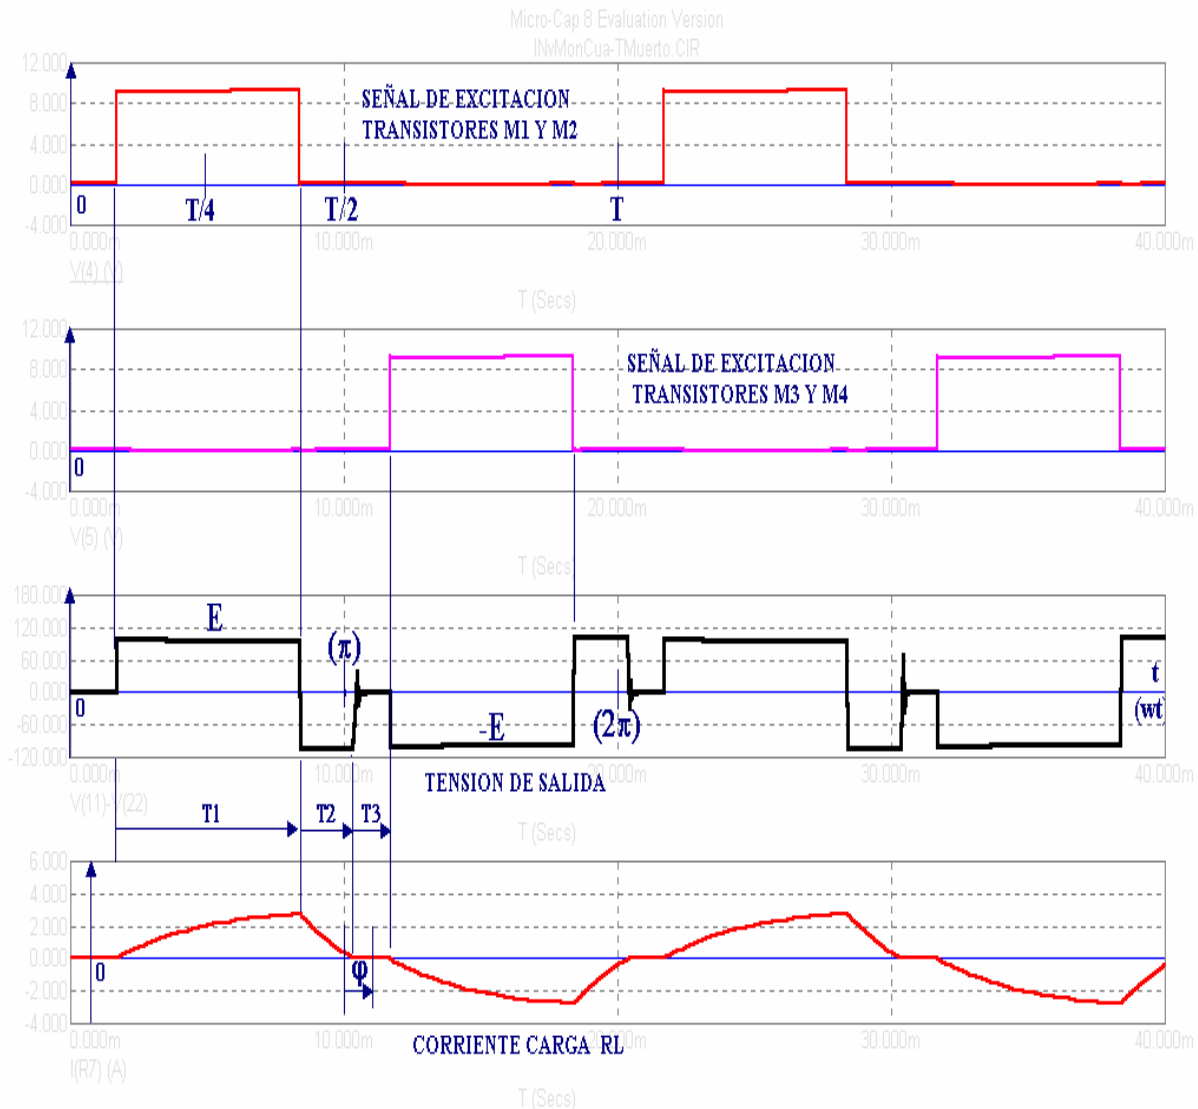 Micro-Cap 8 Evaluation Version
INvMonCua-TMuerto.CIR
12.000
8.000
4.000
0.000
-4.000
SEÑAL DE EXCITACION
TRANSISTORES M1 Y M2
0
T/4
T/2
T
0.000m
10.000m
20.000m
30.000m
40.000m
V(4) (V)
T (Secs)
12.000
8.000
4.000
0.000
-4.000
SEÑAL DE EXCITACION
TRANSISTORES M3 Y M4
0
0.000m
10.000m
20.000m
30.000m
40.000m
V(5) (V)
T (Secs)
180.000
120.000
60.000
0.000
-60.000
-120.000
E
(π)
0
-E
(2π)
t
(wt)
0.000m
10.000m
20.000m
30.000m
40.000m
TENSION DE SALIDA
V(11)-V(22)
T1
T2
T3
T (Secs)
6.000
4.000
2.000
0.000
-2.000
-4.000
0
φ
0.000m
10.000m
20.000m
30.000m
40.000m
CORRIENTE CARGA RL
I(R7) (A)
T (Secs)